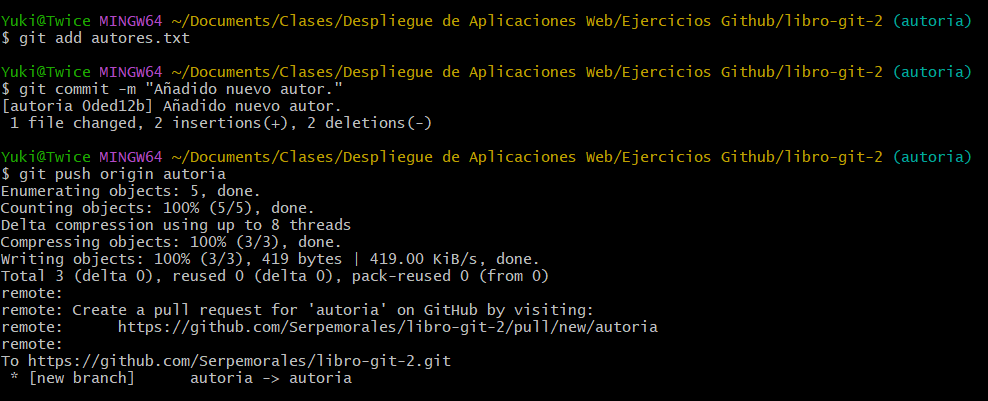 Yuki@Twice MINGW64 ~/Documents/Clases/Despliegue de Aplicaciones Web/Ejercicios Github/libro-git-2 (autoria)
$ git add autores.txt
Yuki@Twice MINGW64 ~/Documents/Clases/Despliegue de Aplicaciones Web/Ejercicios Github/libro-git-2 (autoria)
$ git commit -m "Añadido nuevo autor."
[autoria 0ded12b] Añadido nuevo autor.
 1 file changed, 2 insertions(+), 2 deletions(-)
Yuki@Twice MINGW64 ~/Documents/Clases/Despliegue de Aplicaciones Web/Ejercicios Github/libro-git-2 (autoria)
$ git push origin autoria
Enumerating objects: 5, done.
Counting objects: 100% (5/5), done.
Delta compression using up to 8 threads
Compressing objects: 100% (3/3), done.
Writing objects: 100% (3/3), 419 bytes | 419.00 KiB/s, done.
Total 3 (delta 0), reused 0 (delta 0), pack-reused 0 (from 0)
remote:
remote: Create a pull request for 'autoria' on GitHub by visiting:
remote:      https://github.com/Serpemorales/libro-git-2/pull/new/autoria
remote:
To https://github.com/Serpemorales/libro-git-2.git
 * [new branch]      autoria -> autoria